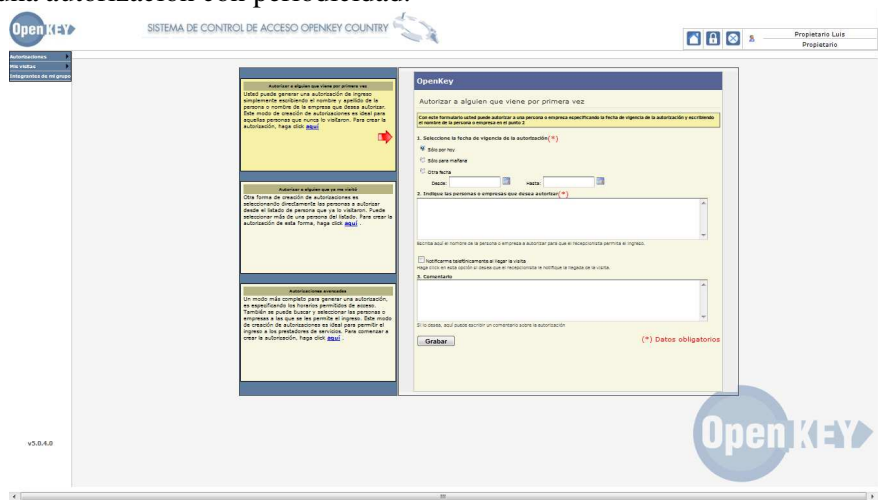 una autorización con periodicidad.
OpenKEY
SISTEMA DE CONTROL DE ACCESO OPENKEY COUNTRY
Propietario Luis
Propietario
Autorizaciones
Mis visitas
Integrantes de mi grupo
Autorizar a alguien que viene por primera vez
Usted puede generar una autorización de ingreso
simplemente escribiendo el nombre y apellido de la
persona o nombre de la empresa que desea autorizar.
Este modo de creación de autorizaciones es ideal para
aquellas personas que nunca lo visitaron. Para crear la
autorización, haga click aquí
Autorizar a alguien que ya me visitó
Otra forma de creación de autorizaciones es
seleccionando directamente las personas a autorizar
desde el listado de persona que ya lo visitaron. Puede
seleccionar más de una persona del listado. Para crear la
autorización de esta forma, haga click aquí .
Autorizaciones avanzadas
Un modo más completo para generar una autorización,
es especificando los horarios permitidos de acceso.
También se puede buscar y seleccionar las personas o
empresas a las que se les permite el ingreso. Este modo
de creación de autorizaciones es ideal para permitir el
ingreso a los prestadores de servicios. Para comenzar a
crear la autorización, haga click aquí .
OpenKey
Autorizar a alguien que viene por primera vez
Con este formulario usted puede autorizar a una persona o empresa especificando la fecha de vigencia de la autorización y escribiendo
el nombre de la persona o empresa en el punto 2
1. Seleccione la fecha de vigencia de la autorización(*)
Sólo por hoy
Sólo para mañana
Otra fecha
Desde: Hasta:
2. Indique las personas o empresas que desea autorizar(*)
Escriba aquí el nombre de la persona o empresa a autorizar para que el recepcionista permita el ingreso.
Notificarme telefónicamente al llegar la visita
Haga click en esta opción si desea que el recepcionista le notifique la llegada de la visita.
3. Comentario
Si lo desea, aquí puede escribir un comentario sobre la autorización
Grabar
(*) Datos obligatorios
v5.0.4.0
OpenKEY